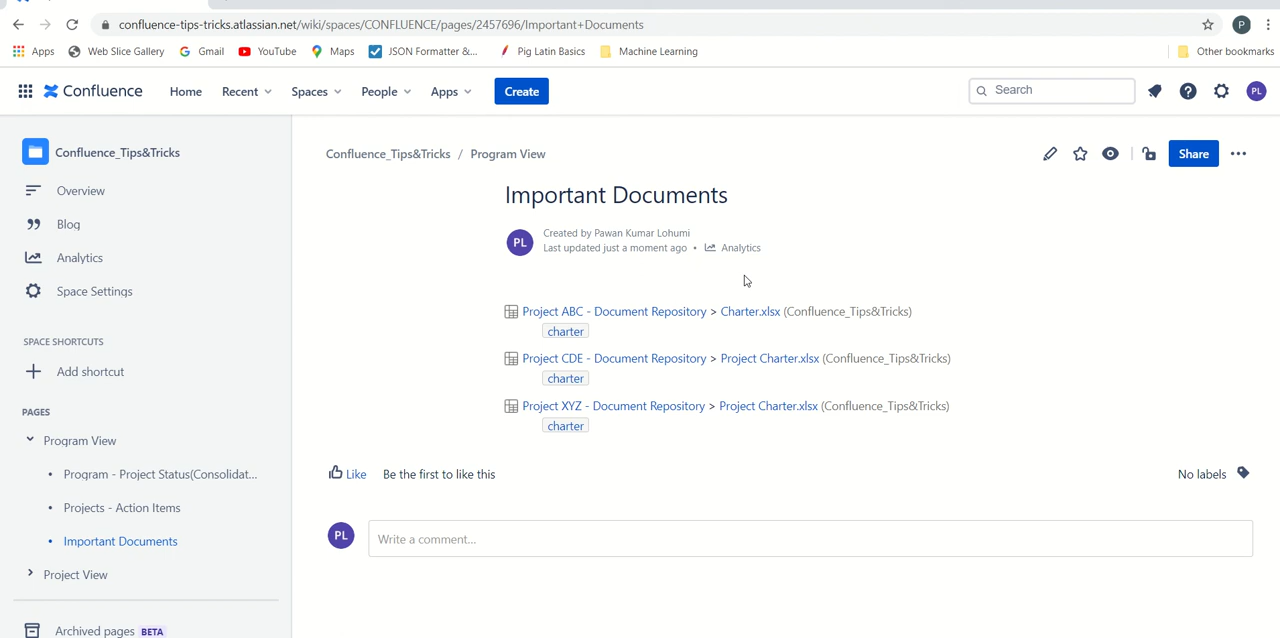 confluence-tips-tricks.atlassian.net/wiki/spaces/CONFLUENCE/pages/2457696/Important+Documents
P
Apps Web Slice Gallery Gmail YouTube Maps JSON Formatter &... Pig Latin Basics Machine Learning Other bookmarks
Confluence Home Recent Spaces People Apps Create Search PL
Confluence_Tips&Tricks
Overview
Blog
Analytics
Space Settings
SPACE SHORTCUTS
Add shortcut
PAGES
Program View
Program - Project Status(Consolidat...
Projects - Action Items
Important Documents
Project View
Archived pages BETA
Confluence_Tips&Tricks / Program View
Share
Important Documents
PL
Created by Pawan Kumar Lohumi
Last updated just a moment ago • Analytics
Project ABC - Document Repository > Charter.xlsx (Confluence_Tips&Tricks)
charter
Project CDE - Document Repository > Project Charter.xlsx (Confluence_Tips&Tricks)
charter
Project XYZ - Document Repository > Project Charter.xlsx (Confluence_Tips&Tricks)
charter
Like Be the first to like this No labels
PL Write a comment...